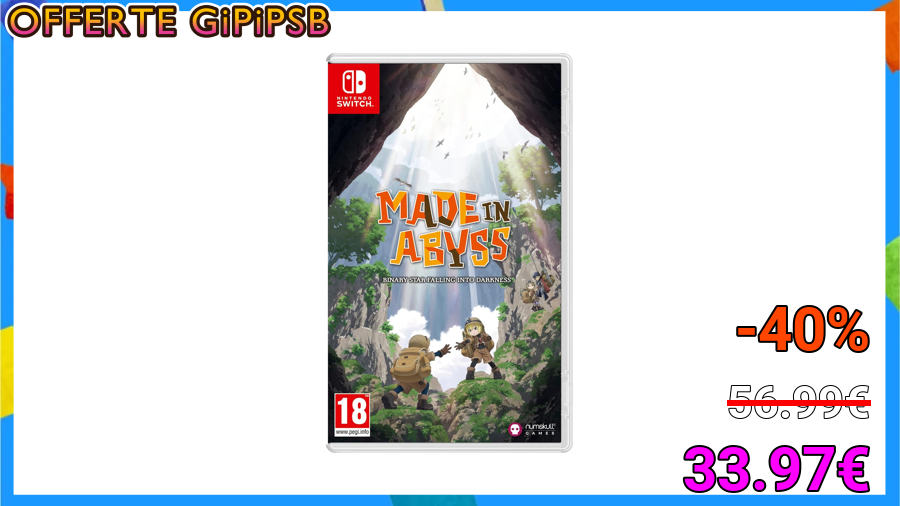 OFFERTE GiPiPSB
NINTENDO
SWITCH.
MADE IN
ABYSS
BINARY STAR FALLING INTO DARKNESS
18
www.pegi.info
numskull
GAMES
-40%
56.99€
33.97€